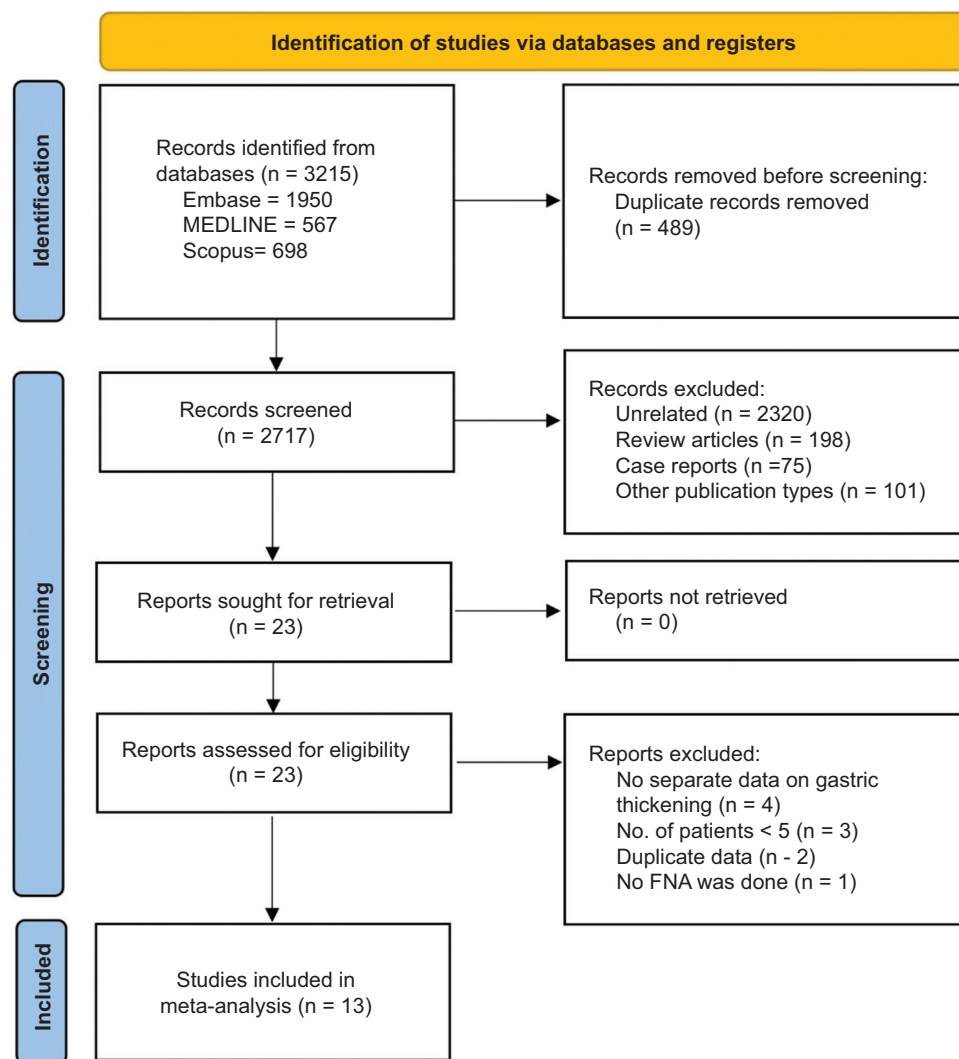 Identification of studies via databases and registers
Identification
Records identified from
databases (n = 3215)
Embase = 1950
MEDLINE = 567
Scopus= 698
Records removed before screening:
Duplicate records removed
(n = 489)
Screening
Records screened
(n = 2717)
Records excluded:
Unrelated (n = 2320)
Review articles (n = 198)
Case reports (n =75)
Other publication types (n = 101)
Reports sought for retrieval
(n = 23)
Reports not retrieved
(n = 0)
Reports assessed for eligibility
(n = 23)
Reports excluded:
No separate data on gastric
thickening (n = 4)
No. of patients < 5 (n = 3)
Duplicate data (n - 2)
No FNA was done (n = 1)
Included
Studies included in
meta-analysis (n = 13)